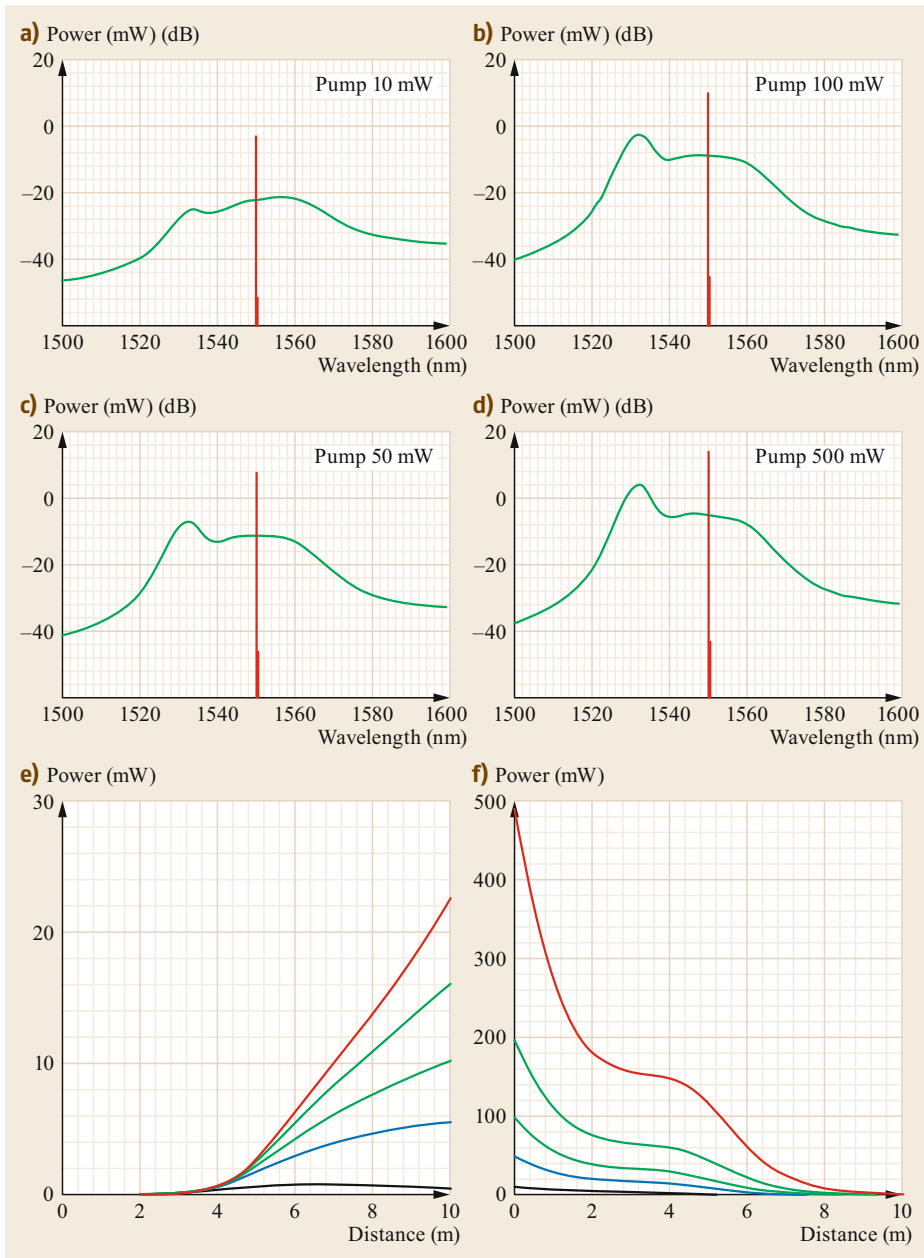 a) Power (mW) (dB)
20
0
−20
−40
Pump 10 mW
1500 1520 1540 1560 1580 1600
Wavelength (nm)
b) Power (mW) (dB)
20
0
−20
−40
Pump 100 mW
1500 1520 1540 1560 1580 1600
Wavelength (nm)
c) Power (mW) (dB)
20
0
−20
−40
Pump 50 mW
1500 1520 1540 1560 1580 1600
Wavelength (nm)
d) Power (mW) (dB)
20
0
−20
−40
Pump 500 mW
1500 1520 1540 1560 1580 1600
Wavelength (nm)
e) Power (mW)
30
20
10
0
0 2 4 6 8 10
Distance (m)
f) Power (mW)
500
400
300
200
100
0
0 2 4 6 8 10
Distance (m)